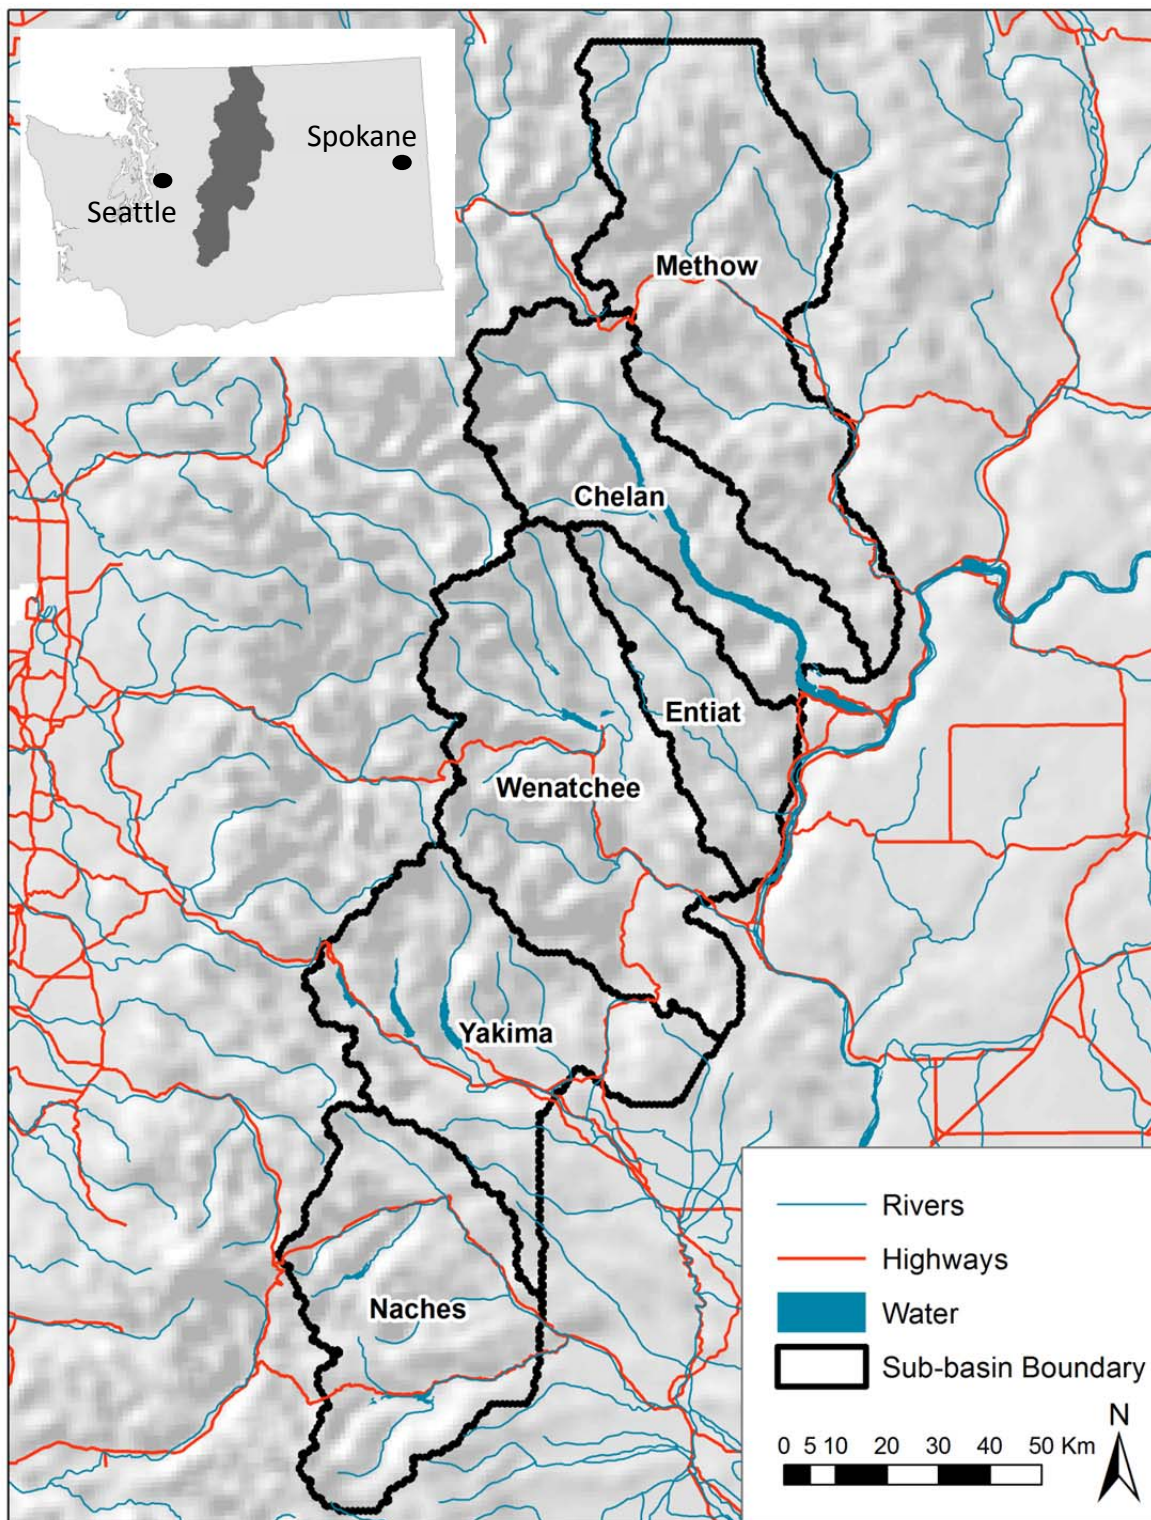 Spokane
Seattle
Methow
Chelan
Entiat
Wenatchee
Yakima
Naches
Rivers
Highways
Water
Sub-basin Boundary
N
0 5 10 20 30 40 50 Km